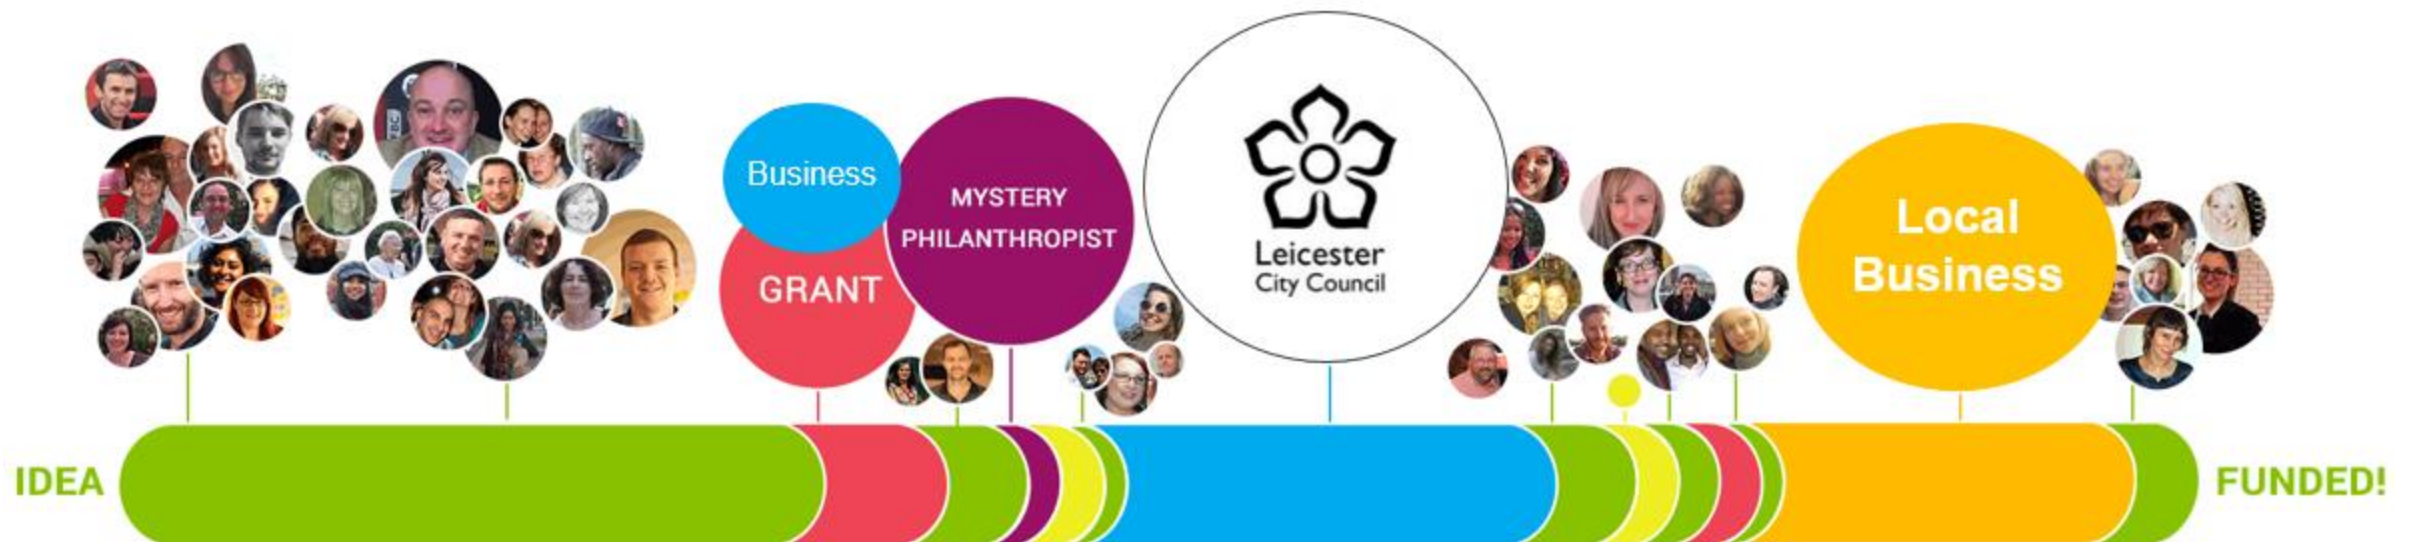 Business
GRANT
MYSTERY
PHILANTHROPIST
Leicester
City Council
Local
Business
IDEA
FUNDED!